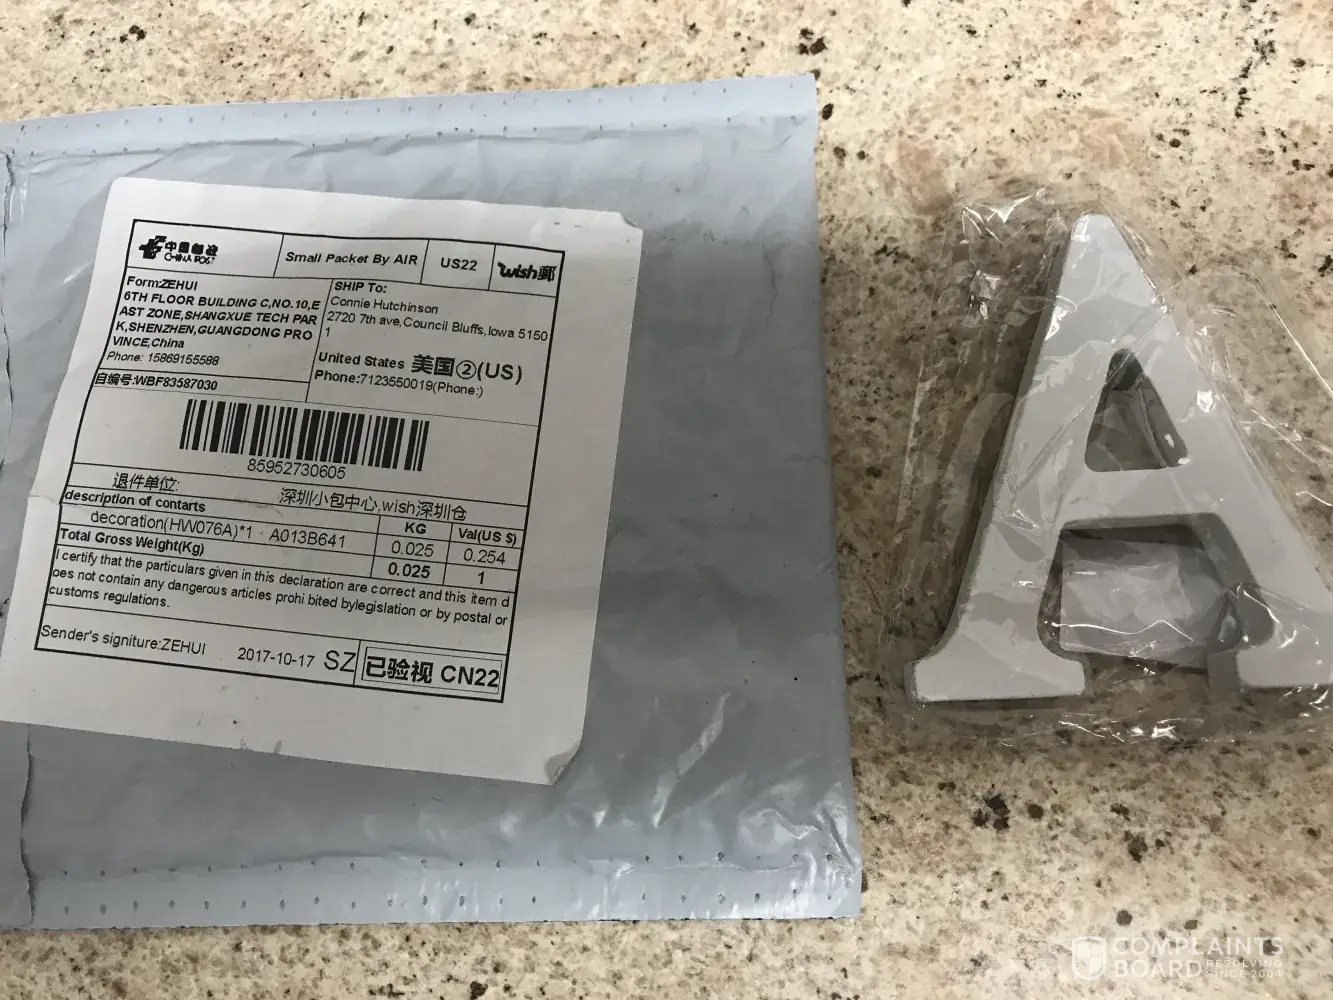 中国邮政
CHINA POST
Small Packet By AIR
US22
wish邮
Form:ZEHUI
6TH FLOOR BUILDING C,NO.10,E
AST ZONE,SHANGXUE TECH PAR
K,SHENZHEN,GUANGDONG PRO
VINCE,China
Phone: 15869155588
自编号:WBF83587030
SHIP To:
Connie Hutchinson
2720 7th ave,Council Bluffs,Iowa 5150
1
United States 美国②(US)
Phone:7123550019(Phone:)
85952730605
退件单位: 深圳小包中心,wish深圳仓
description of contarts
KG
Val(US $)
decoration(HW076A)*1 A013B641
0.025
0.254
Total Gross Weight(Kg)
0.025
1
I certify that the particulars given in this declaration are correct and this item d
oes not contain any dangerous articles prohi bited bylegislation or by postal or
customs regulations.
Sender's signiture:ZEHUI
2017-10-17
SZ
已验视 CN22
A
COMPLAINTS
BOARD
RESOLVING
SINCE 2004